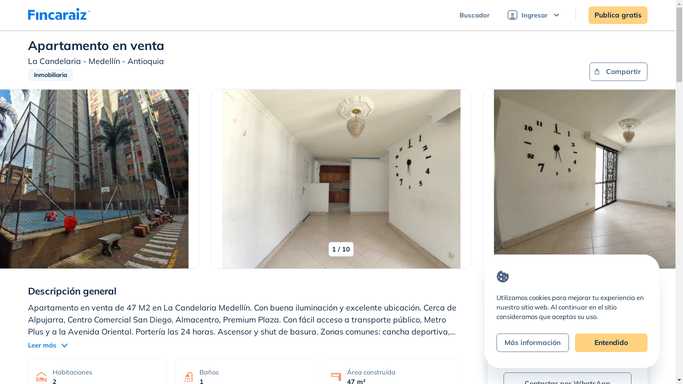 Fincaraiz
Buscador
Ingresar
Publica gratis
Apartamento en venta
La Candelaria - Medellín - Antioquia
Inmobiliaria
Compartir
1 / 10
Descripción general
Apartamento en venta de 47 M2 en La Candelaria Medellín. Con buena iluminación y excelente ubicación. Cerca de
Alpujarra, Centro Comercial San Diego, Almacentro, Premium Plaza. Con fácil acceso a transporte público, Metro
Plus y a la Avenida Oriental. Portería las 24 horas. Ascensor y shut de basura. Zonas comunes: cancha deportiva,...
Leer más
Habitaciones
2
Baños
1
Área construida
47 m²
Utilizamos cookies para mejorar tu experiencia en
nuestro sitio web. Al continuar en el sitio
consideramos que aceptas su uso.
Más información
Entendido
Contactar por WhatsApp